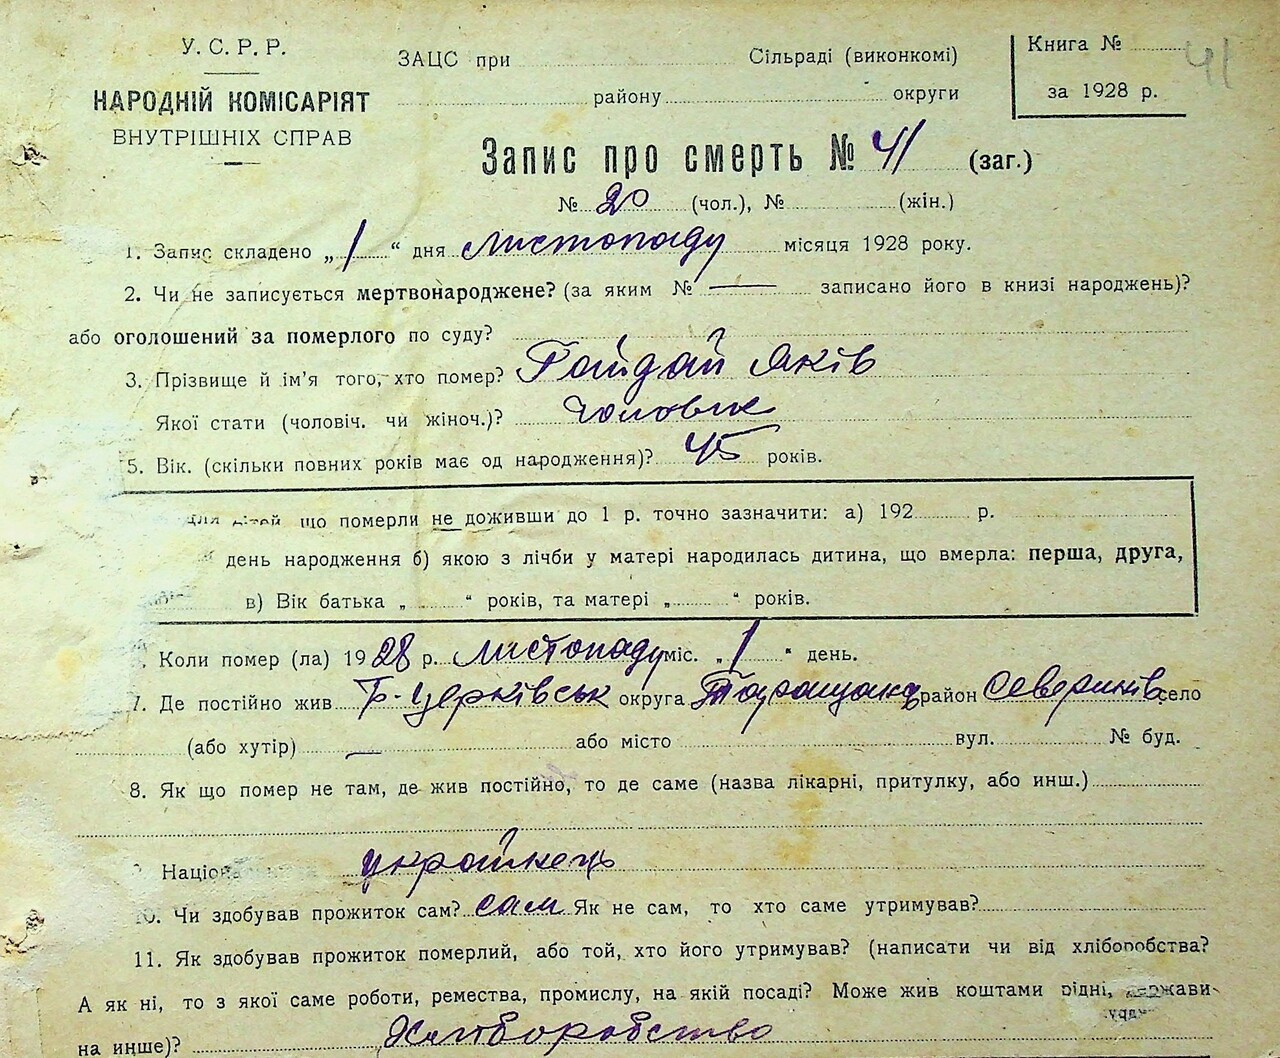 У. С. Р. Р.
НАРОДНІЙ КОМІСАРІЯТ
ВНУТРІШНІХ СПРАВ
ЗАЦС при Сільраді (виконкомі)
району округи
Книга № 41
за 1928 р.
Запис про смерть № 41 (заг.)
№ 20 (чол.), № (жін.)
1. Запис складено „ 1 “ дня листопаду місяця 1928 року.
2. Чи не записується мертвонароджене? (за яким № — записано його в книзі народжень)?
або оголошений за померлого по суду?
3. Прізвище й ім'я того, хто помер? Гайдай Яків
Якої стати (чоловіч. чи жіноч.)? чоловік
5. Вік. (скільки повних років має од народження)? 45 років.
для дітей що померли не доживши до 1 р. точно зазначити: а) 192 р.
день народження б) якою з лічби у матері народилась дитина, що вмерла: перша, друга,
в) Вік батька „ “ років, та матері „ “ років.
Коли помер (ла) 1928 р. листопаду міс. „ 1 “ день.
7. Де постійно жив Б-Церківськ округа район Северинів село
(або хутір) — або місто вул. № буд.
8. Як що помер не там, де жив постійно, то де саме (назва лікарні, притулку, або инш.)
Націо українець
10. Чи здобував прожиток сам? сам Як не сам, то хто саме утримував?
11. Як здобував прожиток померлий, або той, хто його утримував? (написати чи від хліборобства?
А як ні, то з якої саме роботи, ремества, промислу, на якій посаді? Може жив коштами рідні, держави
на инше)? Хліборобство